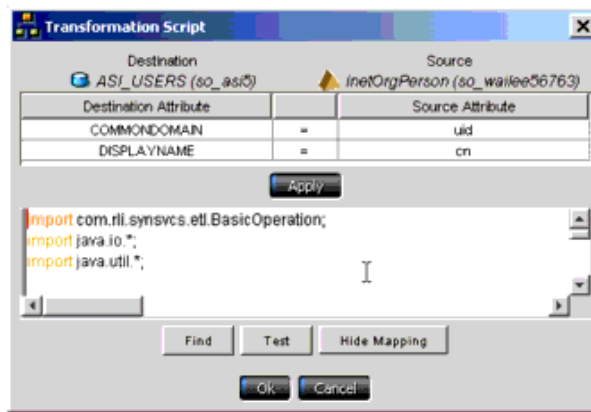 Transformation Script
Destination Source
ASI_USERS (so_asi5) inetOrgPerson (so_wailee56763)
Destination Attribute Source Attribute
COMMONDOMAIN = uid
DISPLAYNAME = cn
Apply
import com.rli.synsvcs.etl.BasicOperation;
import java.io.*;
import java.util.*;
Find Test Hide Mapping
Ok Cancel